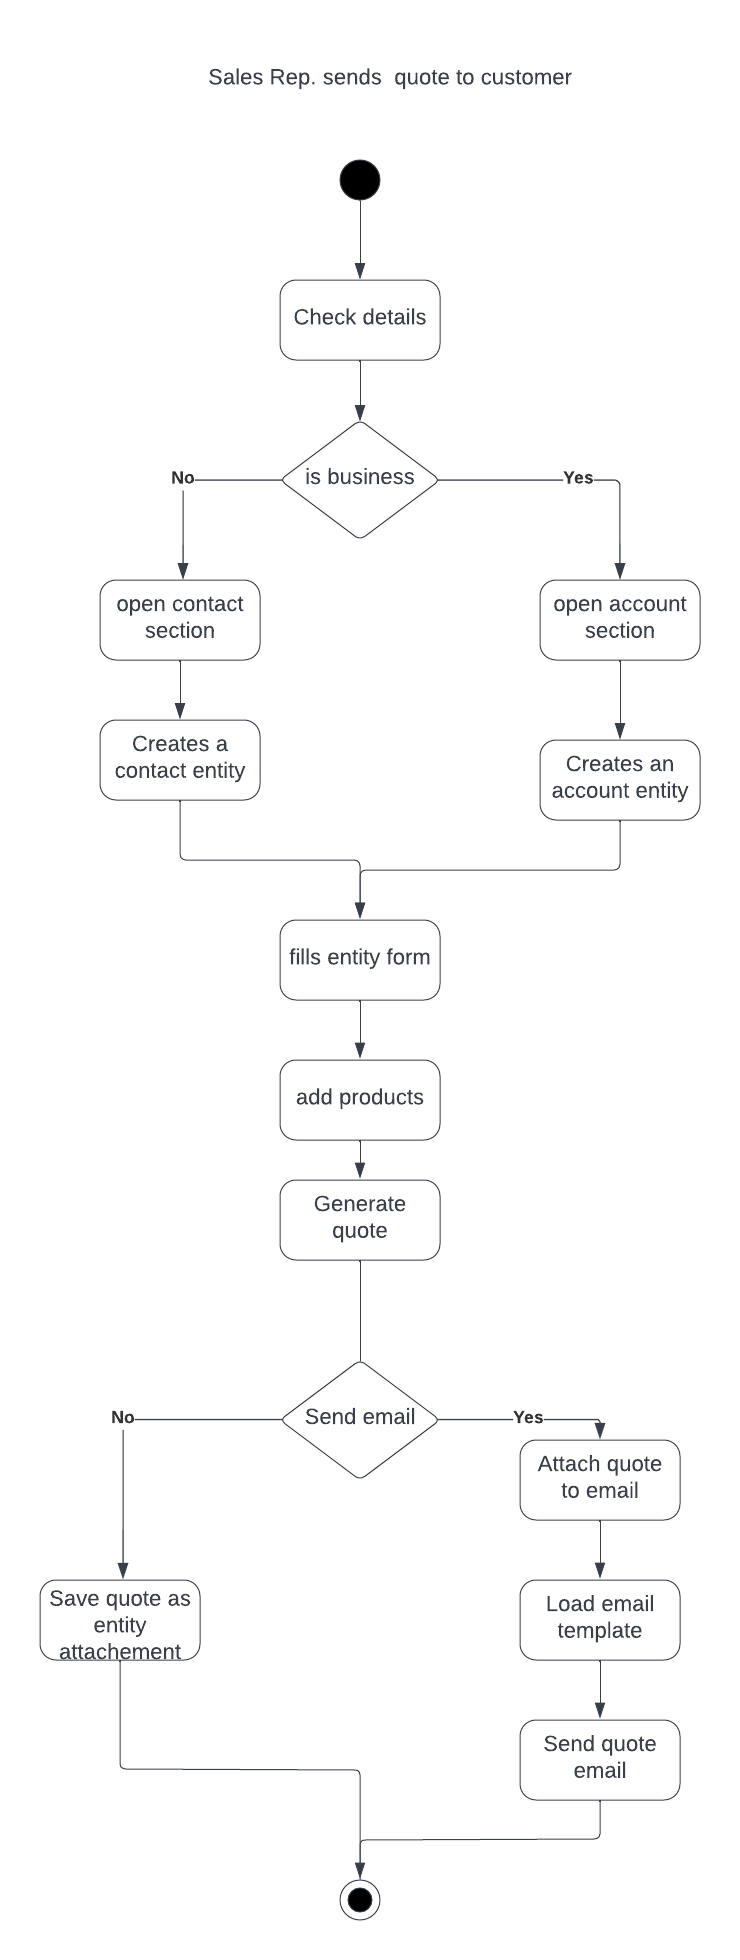 Sales Rep. sends  quote to customer
Check details
is business
No
Yes
open contact
section
open account
section
Creates a
contact entity
Creates an
account entity
fills entity form
add products
Generate
quote
Send email
No
Yes
Attach quote
to email
Save quote as
entity
attachement
Load email
template
Send quote
email